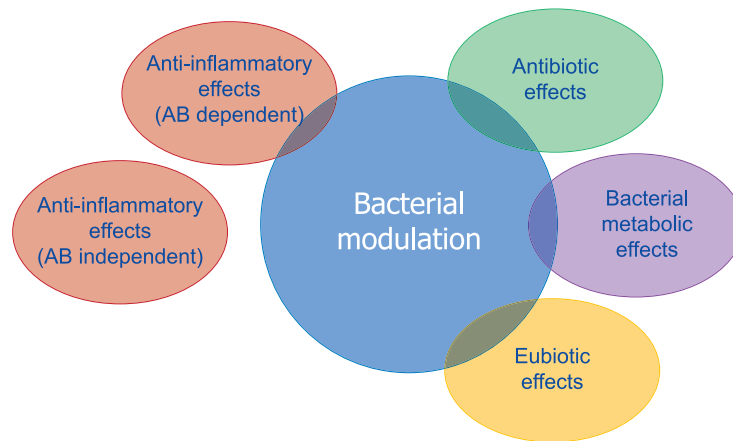 Anti-inflammatory
effects
(AB dependent)
Antibiotic
effects
Anti-inflammatory
effects
(AB independent)
Bacterial
modulation
Bacterial
metabolic
effects
Eubiotic
effects